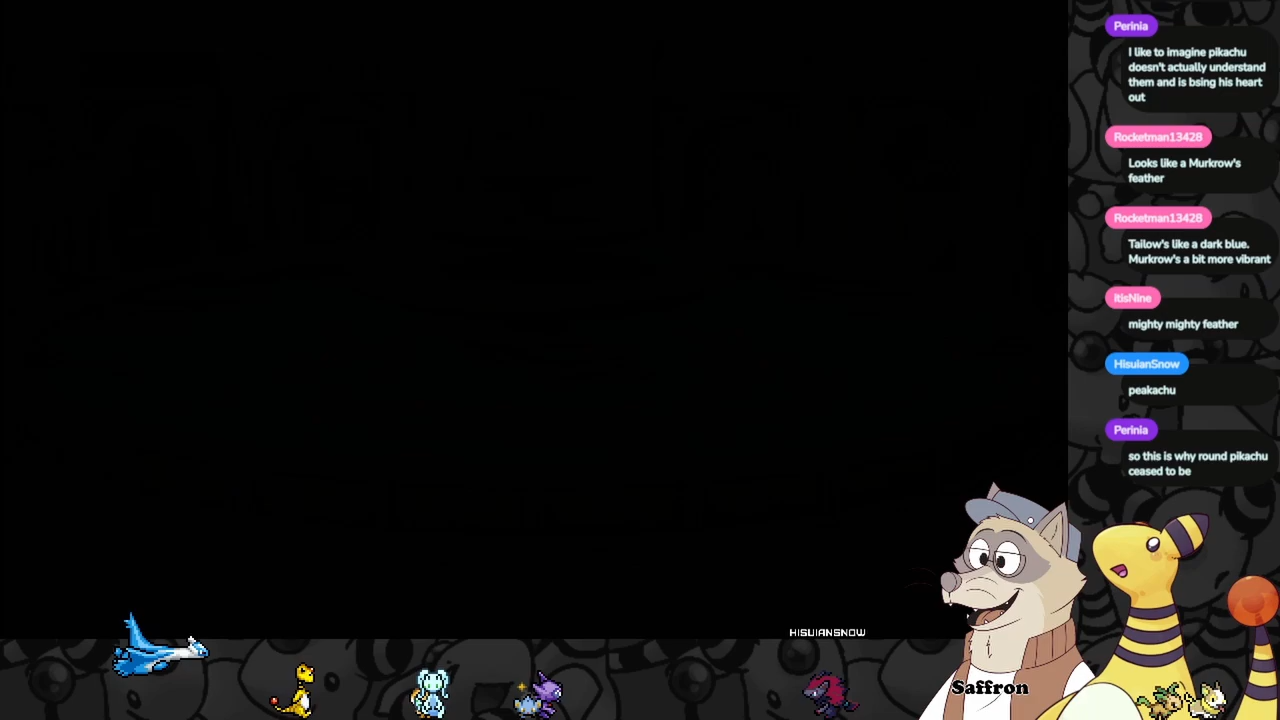 Perinia
I like to imagine pikachu
doesn't actually understand
them and is bsing his heart
out
Rocketman13428
Looks like a Murkrow's
feather
Rocketman13428
Tailow's like a dark blue.
Murkrow's a bit more vibrant
itisNine
mighty mighty feather
HisuianSnow
peakachu
Perinia
so this is why round pikachu
ceased to be
HISUIANSNOW
Saffron